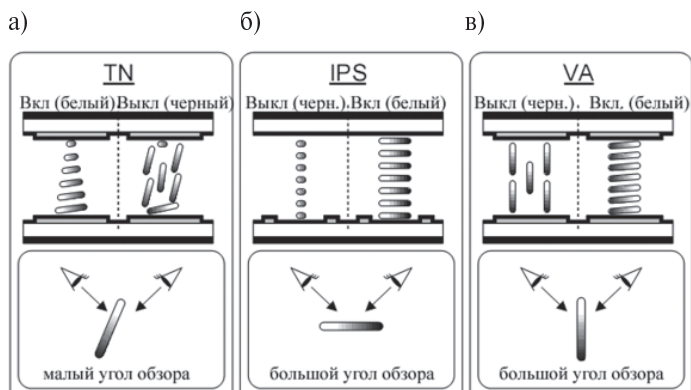 а) б) в)
TN
Вкл (белый) Выкл (черный)
малый угол обзора
IPS
Выкл (черн.). Вкл (белый)
большой угол обзора
VA
Выкл (черн.). Вкл. (белый)
большой угол обзора